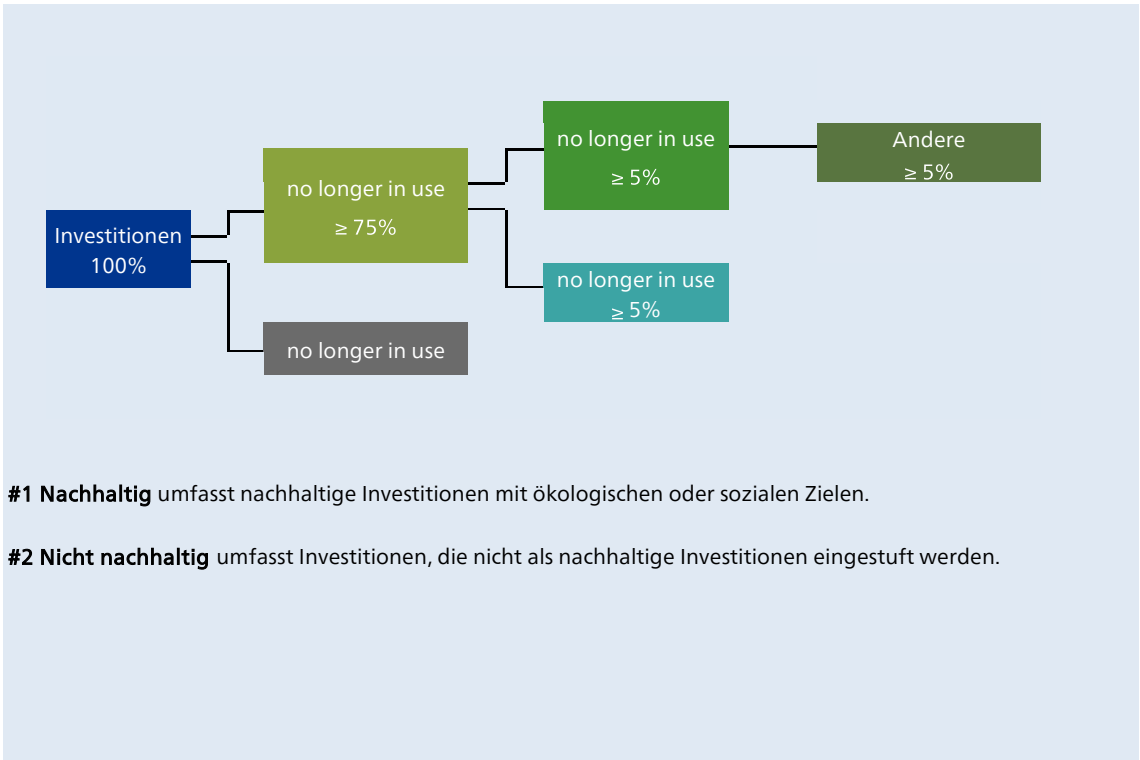 no longer in use
≥ 5%
Andere
≥ 5%
no longer in use
≥ 75%
Investitionen
100%
no longer in use
≥ 5%
no longer in use
#1 Nachhaltig umfasst nachhaltige Investitionen mit ökologischen oder sozialen Zielen.
#2 Nicht nachhaltig umfasst Investitionen, die nicht als nachhaltige Investitionen eingestuft werden.